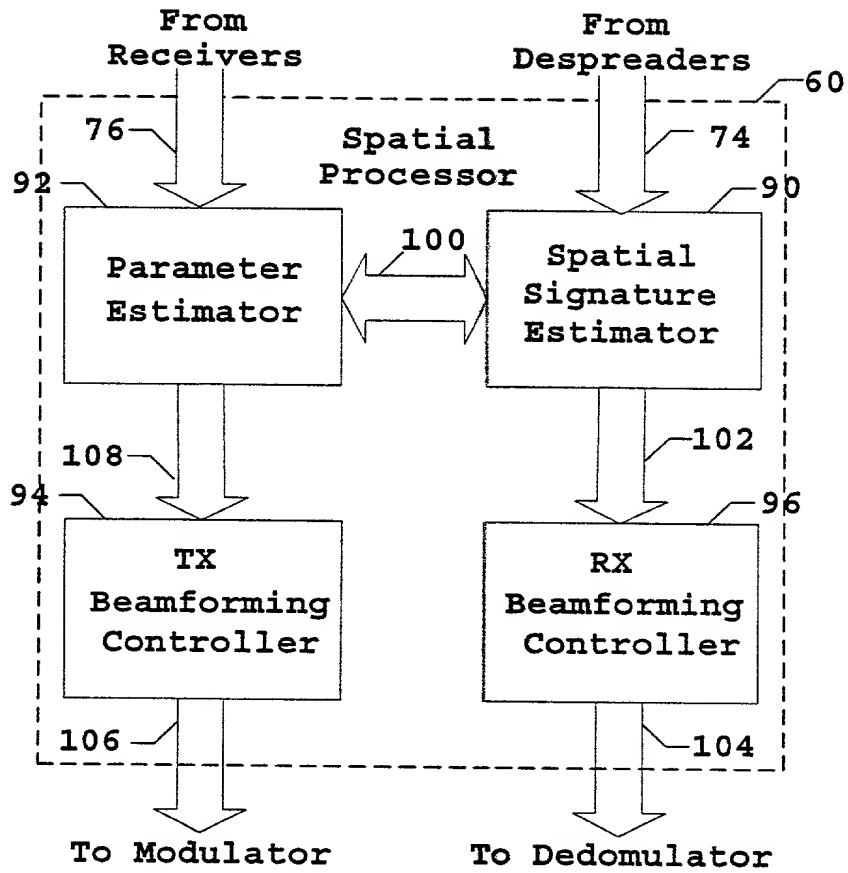 From
Receivers
From
Despreaders
60
76
Spatial
Processor
74
92
90
100
Parameter
Estimator
Spatial
Signature
Estimator
108
102
94
96
TX
Beamforming
Controller
RX
Beamforming
Controller
106
104
To Modulator
To Dedomulator